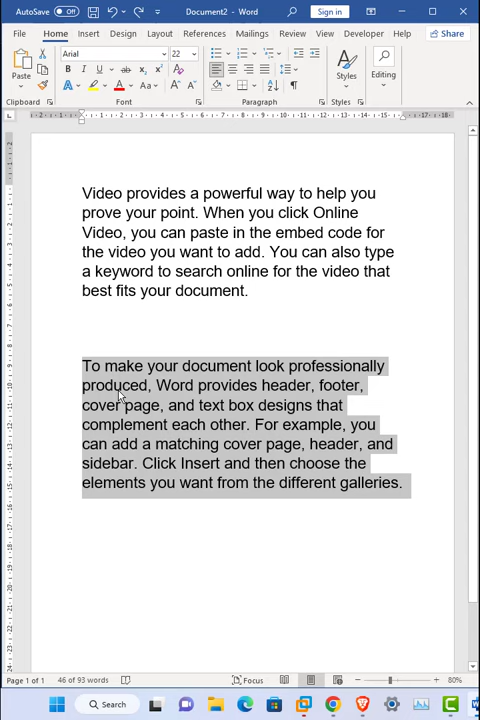 AutoSave Off Document2 - Word Sign in
File Home Insert Design Layout References Mailings Review View Developer Help Share
Arial 22
Paste Styles Editing
Clipboard Font Paragraph Styles
Video provides a powerful way to help you
prove your point. When you click Online
Video, you can paste in the embed code for
the video you want to add. You can also type
a keyword to search online for the video that
best fits your document.
To make your document look professionally
produced, Word provides header, footer,
cover page, and text box designs that
complement each other. For example, you
can add a matching cover page, header, and
sidebar. Click Insert and then choose the
elements you want from the different galleries.
Page 1 of 1 46 of 93 words Focus 80%
Search